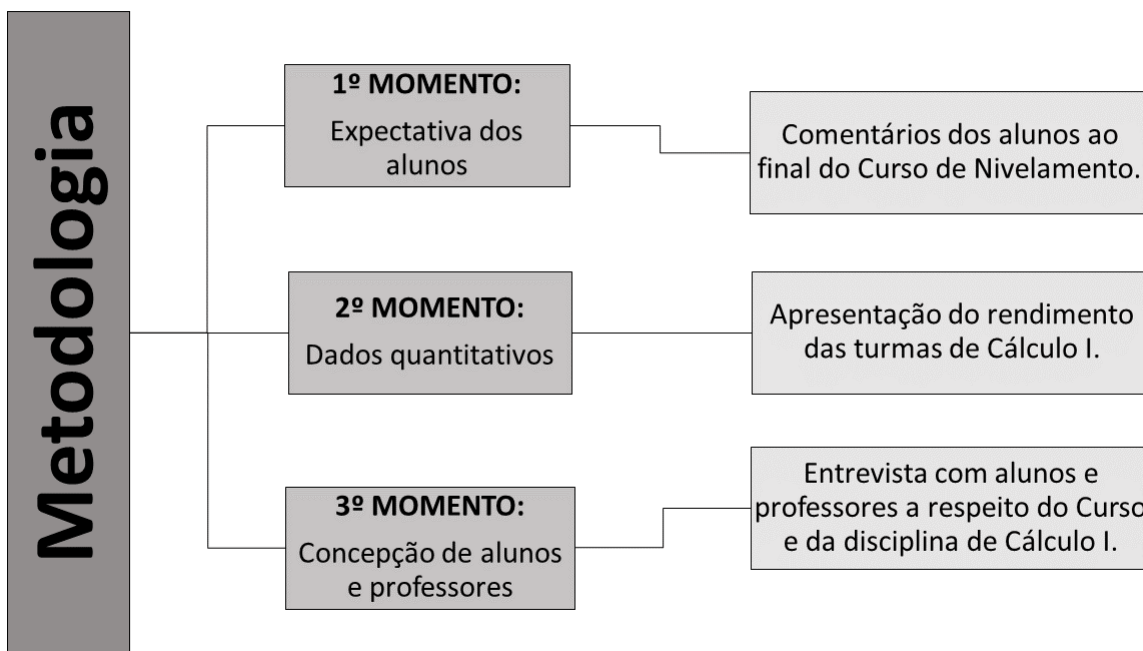 Metodologia
1º MOMENTO:
Expectativa dos
alunos
Comentários dos alunos ao
final do Curso de Nivelamento.
2º MOMENTO:
Dados quantitativos
Apresentação do rendimento
das turmas de Cálculo I.
3º MOMENTO:
Concepção de alunos
e professores
Entrevista com alunos e
professores a respeito do Curso
e da disciplina de Cálculo I.